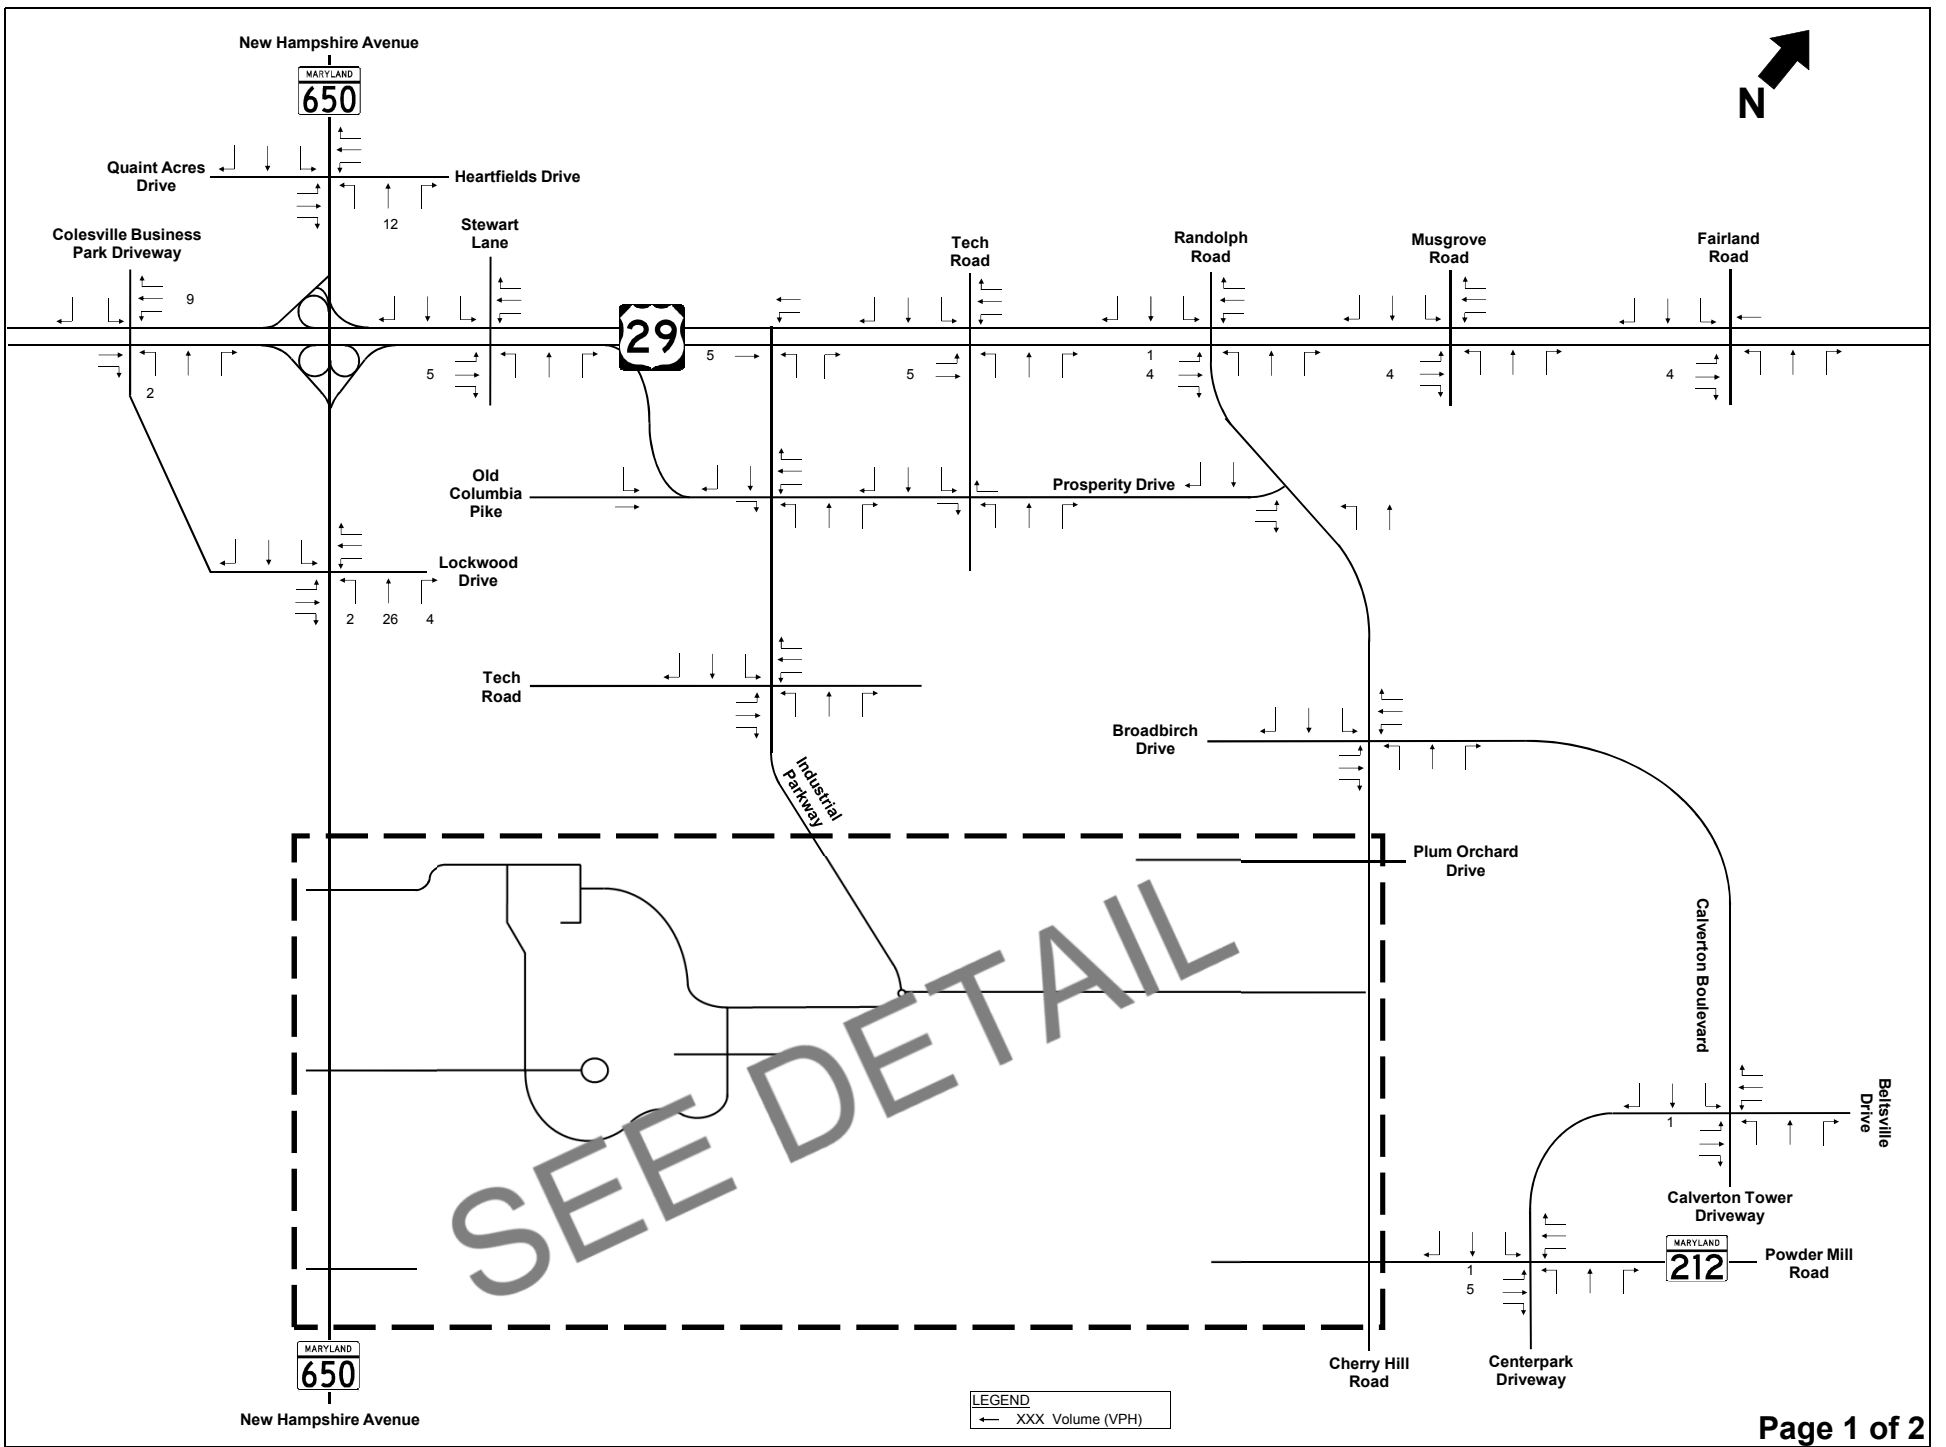 New Hampshire Avenue
MARYLAND
650
N
Quaint Acres
Drive
Heartfields Drive
12
Colesville Business
Park Driveway
Stewart
Lane
Tech
Road
Randolph
Road
Musgrove
Road
Fairland
Road
9
29
5
1
2
5
5
4
4
4
Old
Columbia
Pike
Prosperity Drive
Lockwood
Drive
2 26 4
Tech
Road
Broadbirch
Drive
Industrial
Parkway
Plum Orchard
Drive
Calverton Boulevard
SEE DETAIL
Beltsville
Drive
1
Calverton Tower
Driveway
MARYLAND
212
Powder Mill
Road
1
5
MARYLAND
650
New Hampshire Avenue
Cherry Hill
Road
Centerpark
Driveway
LEGEND
XXX Volume (VPH)
Page 1 of 2